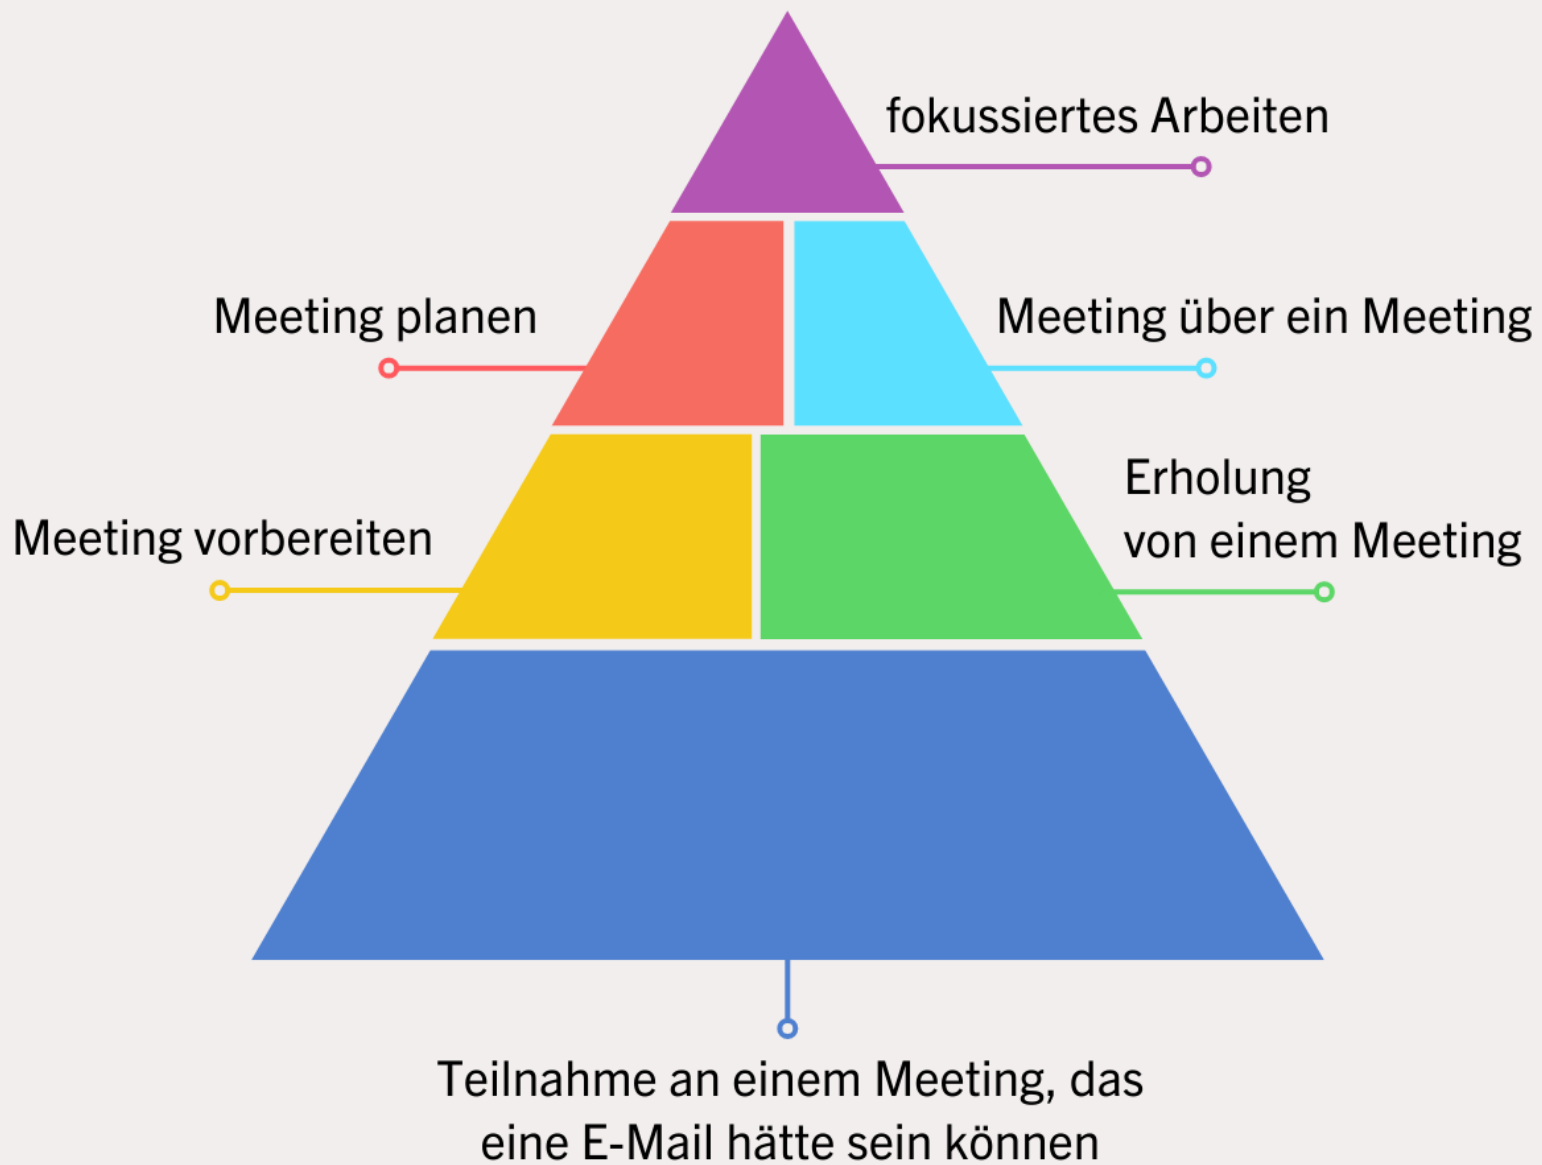 fokussiertes Arbeiten
Meeting planen
Meeting über ein Meeting
Meeting vorbereiten
Erholung
von einem Meeting
Teilnahme an einem Meeting, das
eine E-Mail hätte sein können